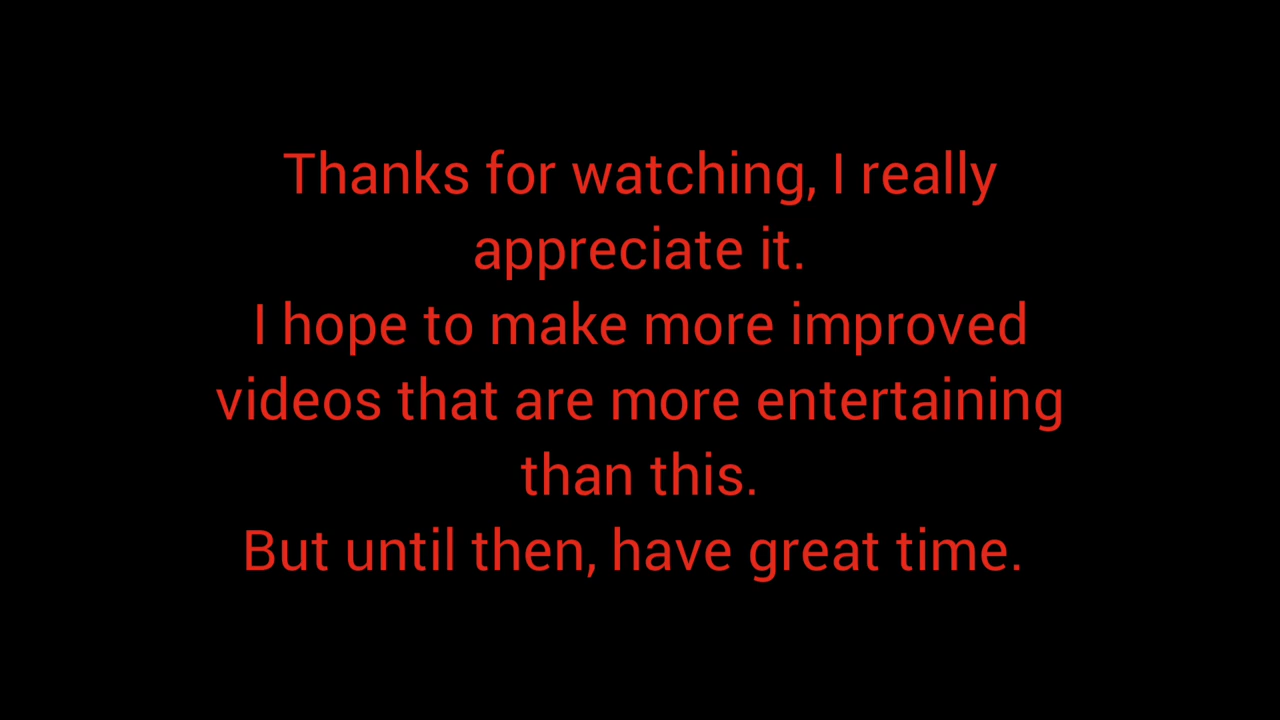 Thanks for watching, I really
appreciate it.
I hope to make more improved
videos that are more entertaining
than this.
But until then, have great time.